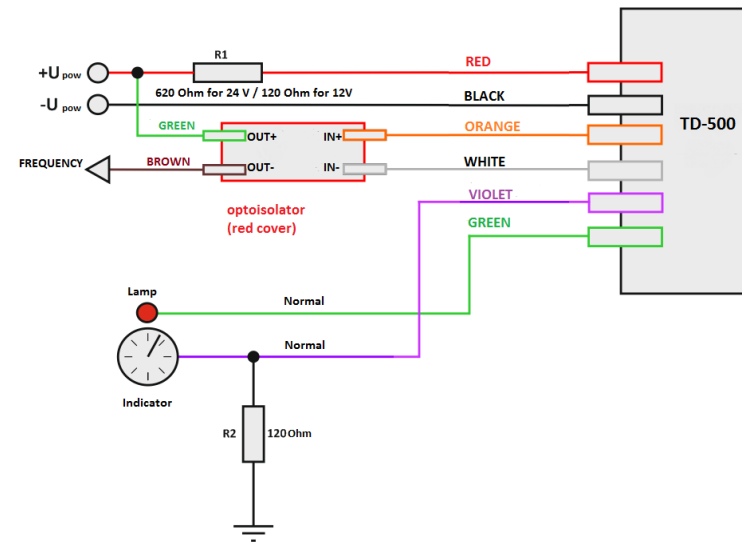 R1
RED
+U pow
620 Ohm for 24 V / 120 Ohm for 12V
-U pow
BLACK
TD-500
GREEN
OUT+
IN+
ORANGE
FREQUENCY
BROWN
OUT-
IN-
WHITE
optoisolator
(red cover)
VIOLET
GREEN
Lamp
Normal
Normal
Indicator
R2
120 Ohm